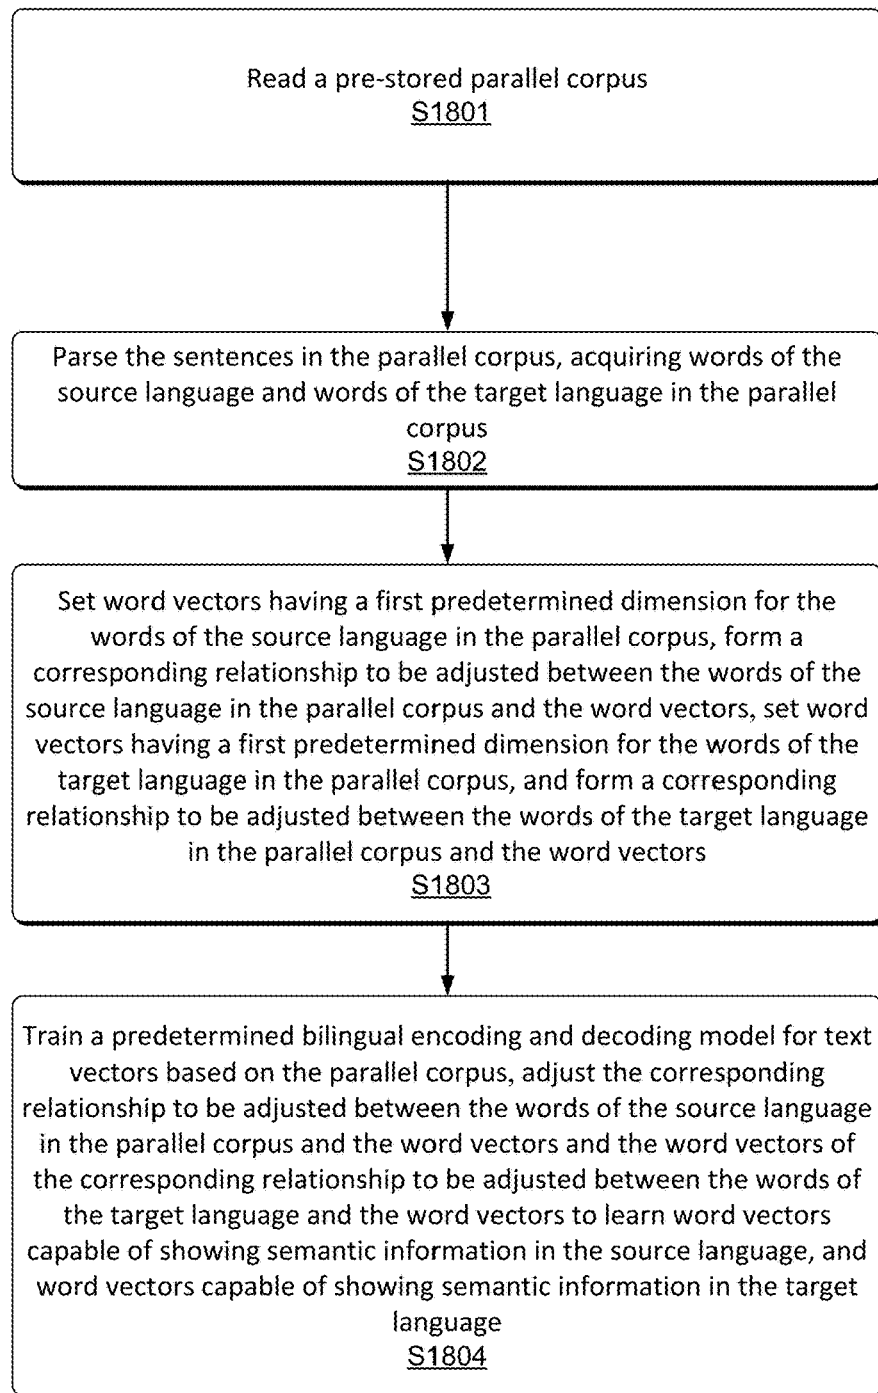 Read a pre-stored parallel corpus
S1801
Parse the sentences in the parallel corpus, acquiring words of the
source language and words of the target language in the parallel
corpus
S1802
Set word vectors having a first predetermined dimension for the
words of the source language in the parallel corpus, form a
corresponding relationship to be adjusted between the words of the
source language in the parallel corpus and the word vectors, set word
vectors having a first predetermined dimension for the words of the
target language in the parallel corpus, and form a corresponding
relationship to be adjusted between the words of the target language
in the parallel corpus and the word vectors
S1803
Train a predetermined bilingual encoding and decoding model for text
vectors based on the parallel corpus, adjust the corresponding
relationship to be adjusted between the words of the source language
in the parallel corpus and the word vectors and the word vectors of
the corresponding relationship to be adjusted between the words of
the target language and the word vectors to learn word vectors
capable of showing semantic information in the source language, and
word vectors capable of showing semantic information in the target
language
S1804